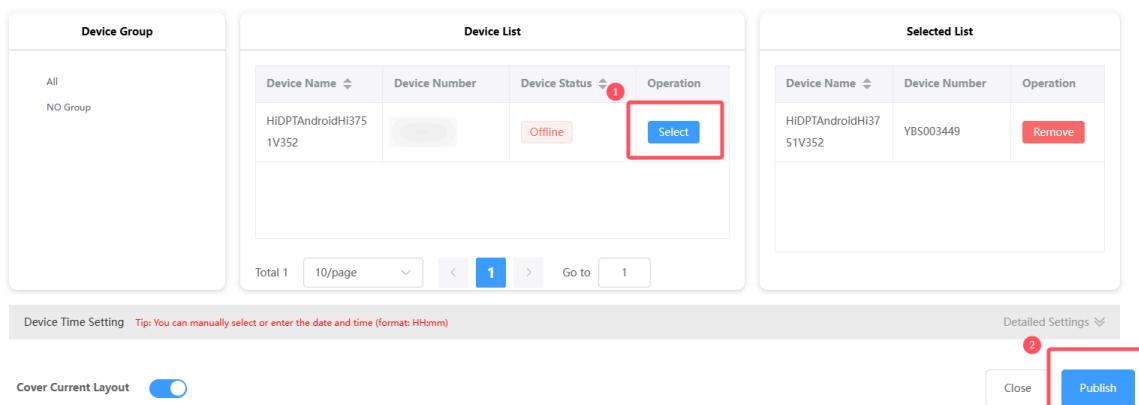 Device Group
Device List
Selected List
All
NO Group
Device Name
Device Number
Device Status
1
Operation
HiDPTAndroidHi375
1V352
Offline
Select
Total 1
10/page
<
1
>
Go to
1
Device Name
Device Number
Operation
HiDPTAndroidHi37
51V352
YBS003449
Remove
Device Time Setting Tip: You can manually select or enter the date and time (format: HH:mm)
Detailed Settings
2
Cover Current Layout
Close
Publish